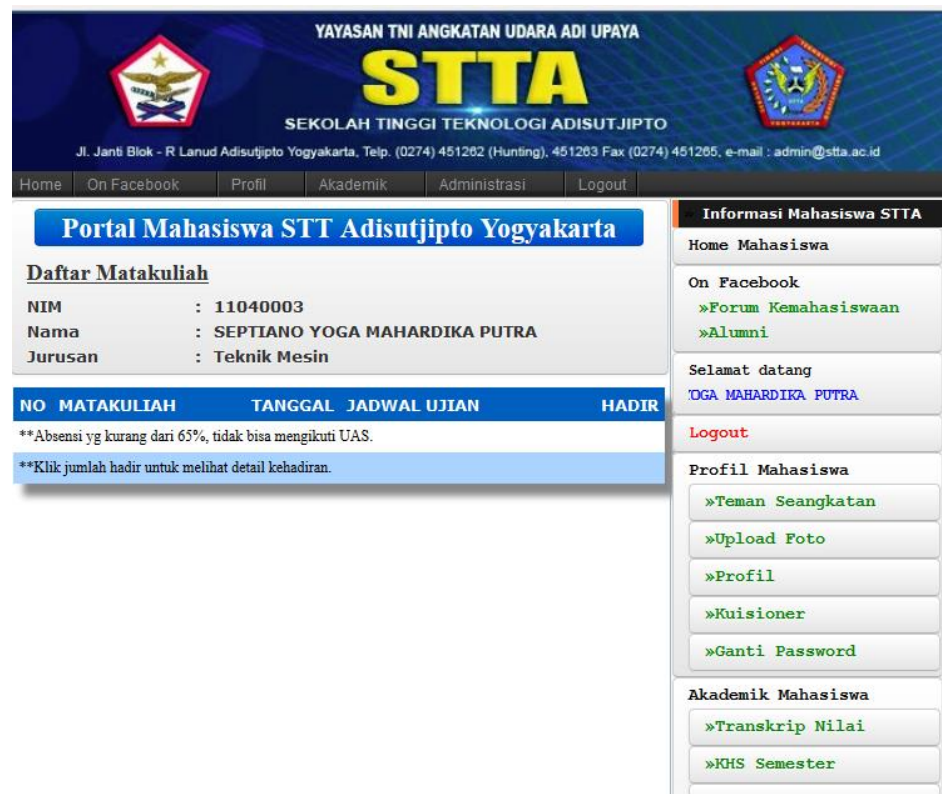 YAYASAN TNI ANGKATAN UDARA ADI UPAYA
STTA
SEKOLAH TINGGI TEKNOLOGI ADISUTJIPTO
Jl. Janti Blok - R Lanud Adisutjipto Yogyakarta, Telp. (0274) 451262 (Hunting), 451263 Fax (0274) 451265, e-mail : admin@stta.ac.id
Home On Facebook Profil Akademik Administrasi Logout
Portal Mahasiswa STT Adisutjipto Yogyakarta
Daftar Matakuliah
NIM : 11040003
Nama : SEPTIANO YOGA MAHARDIKA PUTRA
Jurusan : Teknik Mesin
NO MATAKULIAH TANGGAL JADWAL UJIAN HADIR
**Absensi yg kurang dari 65%, tidak bisa mengikuti UAS.
**Klik jumlah hadir untuk melihat detail kehadiran.
» Informasi Mahasiswa STTA
Home Mahasiswa
On Facebook
»Forum Kemahasiswaan
»Alumni
Selamat datang
OGA MAHARDIKA PUTRA
Logout
Profil Mahasiswa
»Teman Seangkatan
»Upload Foto
»Profil
»Kuisioner
»Ganti Password
Akademik Mahasiswa
»Transkrip Nilai
»KHS Semester